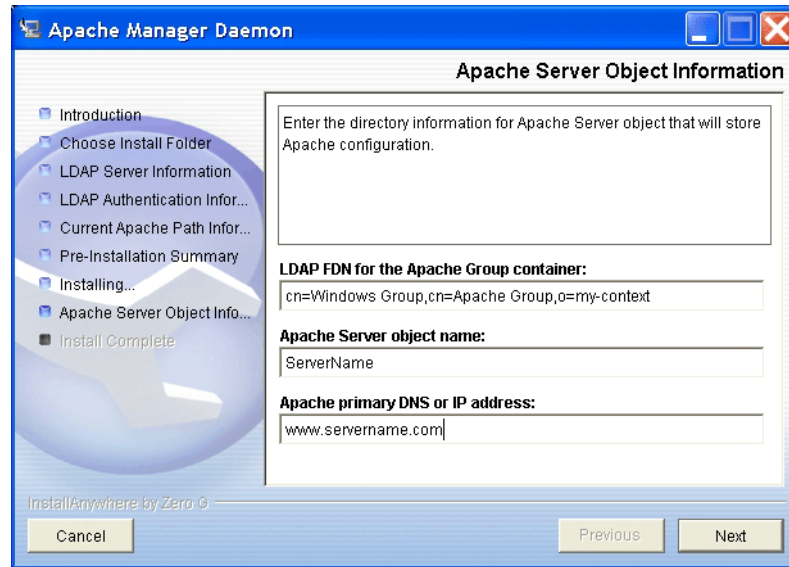 Apache Manager Daemon
Apache Server Object Information
Introduction
Choose Install Folder
LDAP Server Information
LDAP Authentication Infor...
Current Apache Path Infor...
Pre-Installation Summary
Installing...
Apache Server Object Info...
Install Complete
Enter the directory information for Apache Server object that will store
Apache configuration.
LDAP FDN for the Apache Group container:
cn=Windows Group,cn=Apache Group,o=my-context
Apache Server object name:
ServerName
Apache primary DNS or IP address:
www.servername.com
InstallAnywhere by Zero G
Cancel
Previous
Next